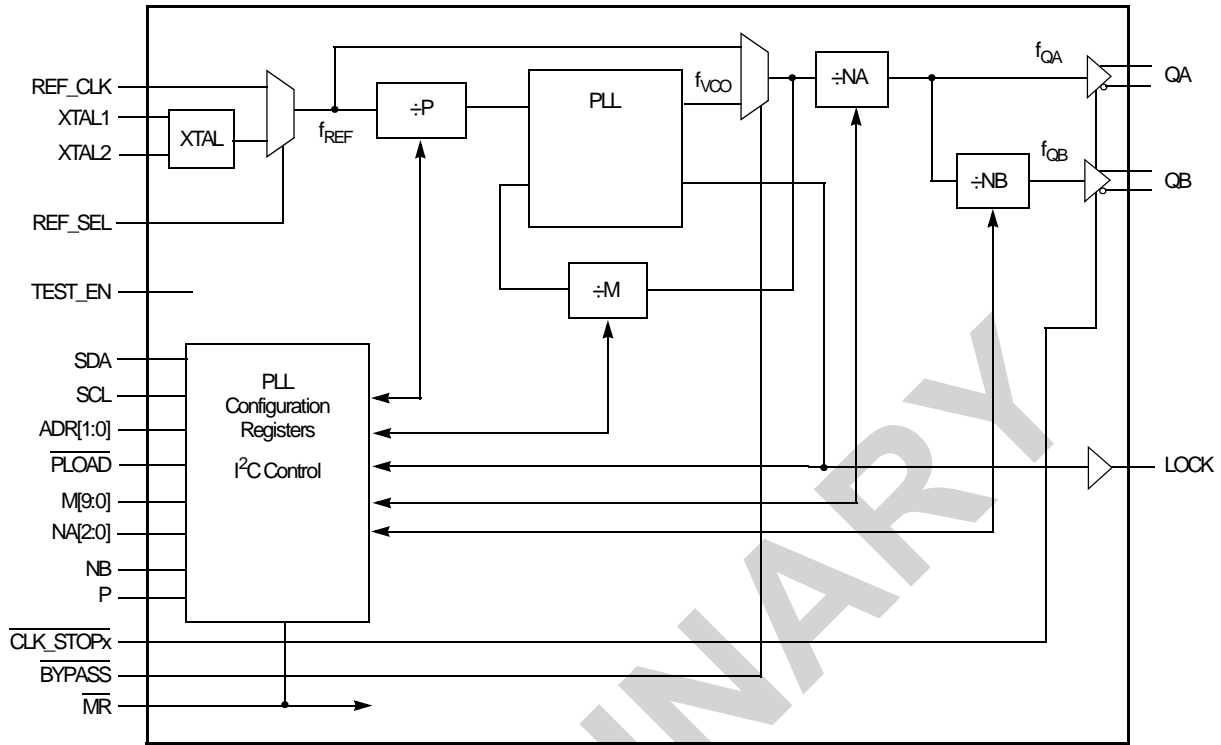 REF_CLK
XTAL1
XTAL2
XTAL
REF_SEL
TEST_EN
SDA
SCL
ADR[1:0]
PLOAD
M[9:0]
NA[2:0]
NB
P
CLK_STOPx
BYPASS
MR
fREF
÷P
PLL
fVCO
÷M
÷NA
÷NB
fQA
fQB
QA
QB
LOCK
PLL
Configuration
Registers
I2C Control
INARY